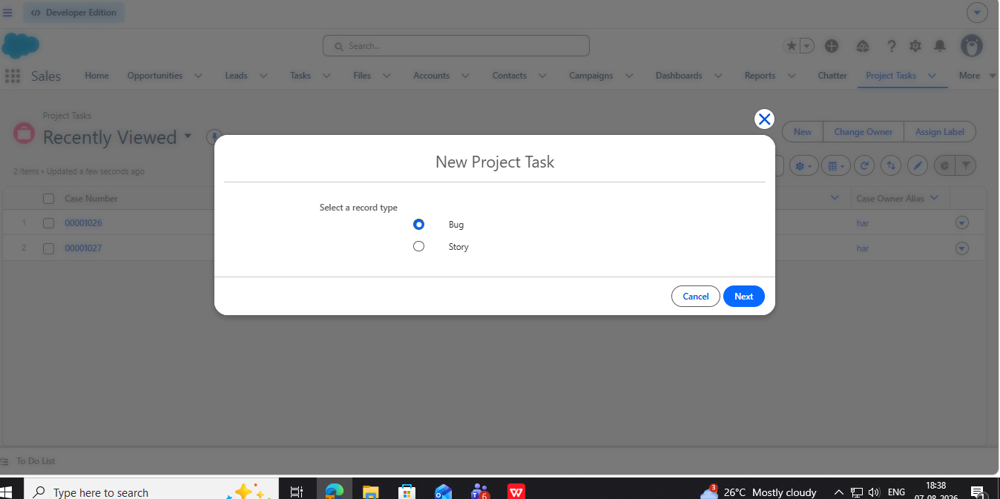 Developer Edition
Search...
Sales Home Opportunities Leads Tasks Files Accounts Contacts Campaigns Dashboards Reports Chatter Project Tasks More
Project Tasks
Recently Viewed
New Change Owner Assign Label
2 items • Updated a few seconds ago
Case Number Case Owner Alias
1 00001026 har
2 00001027 har
New Project Task
Select a record type
Bug
Story
Cancel Next
To Do List
Type here to search
6
W
3
26°C Mostly cloudy
ENG
18:38
07-08-2026
1